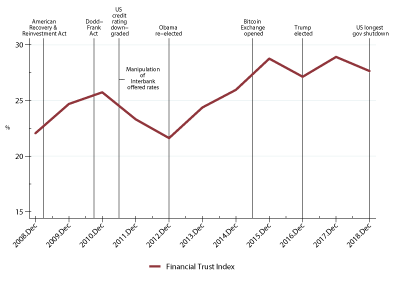 American
Recovery &
Reinvestment Act
Dodd–
Frank
Act
US
credit
rating
down–
graded
Manipulation
of
Interbank
offered rates
Obama
re–elected
Bitcoin
Exchange
opened
Trump
elected
US longest
gov shutdown
30
25
%
20
15
2008.Dec
2009.Dec
2010.Dec
2011.Dec
2012.Dec
2013.Dec
2014.Dec
2015.Dec
2016.Dec
2017.Dec
2018.Dec
Financial Trust Index